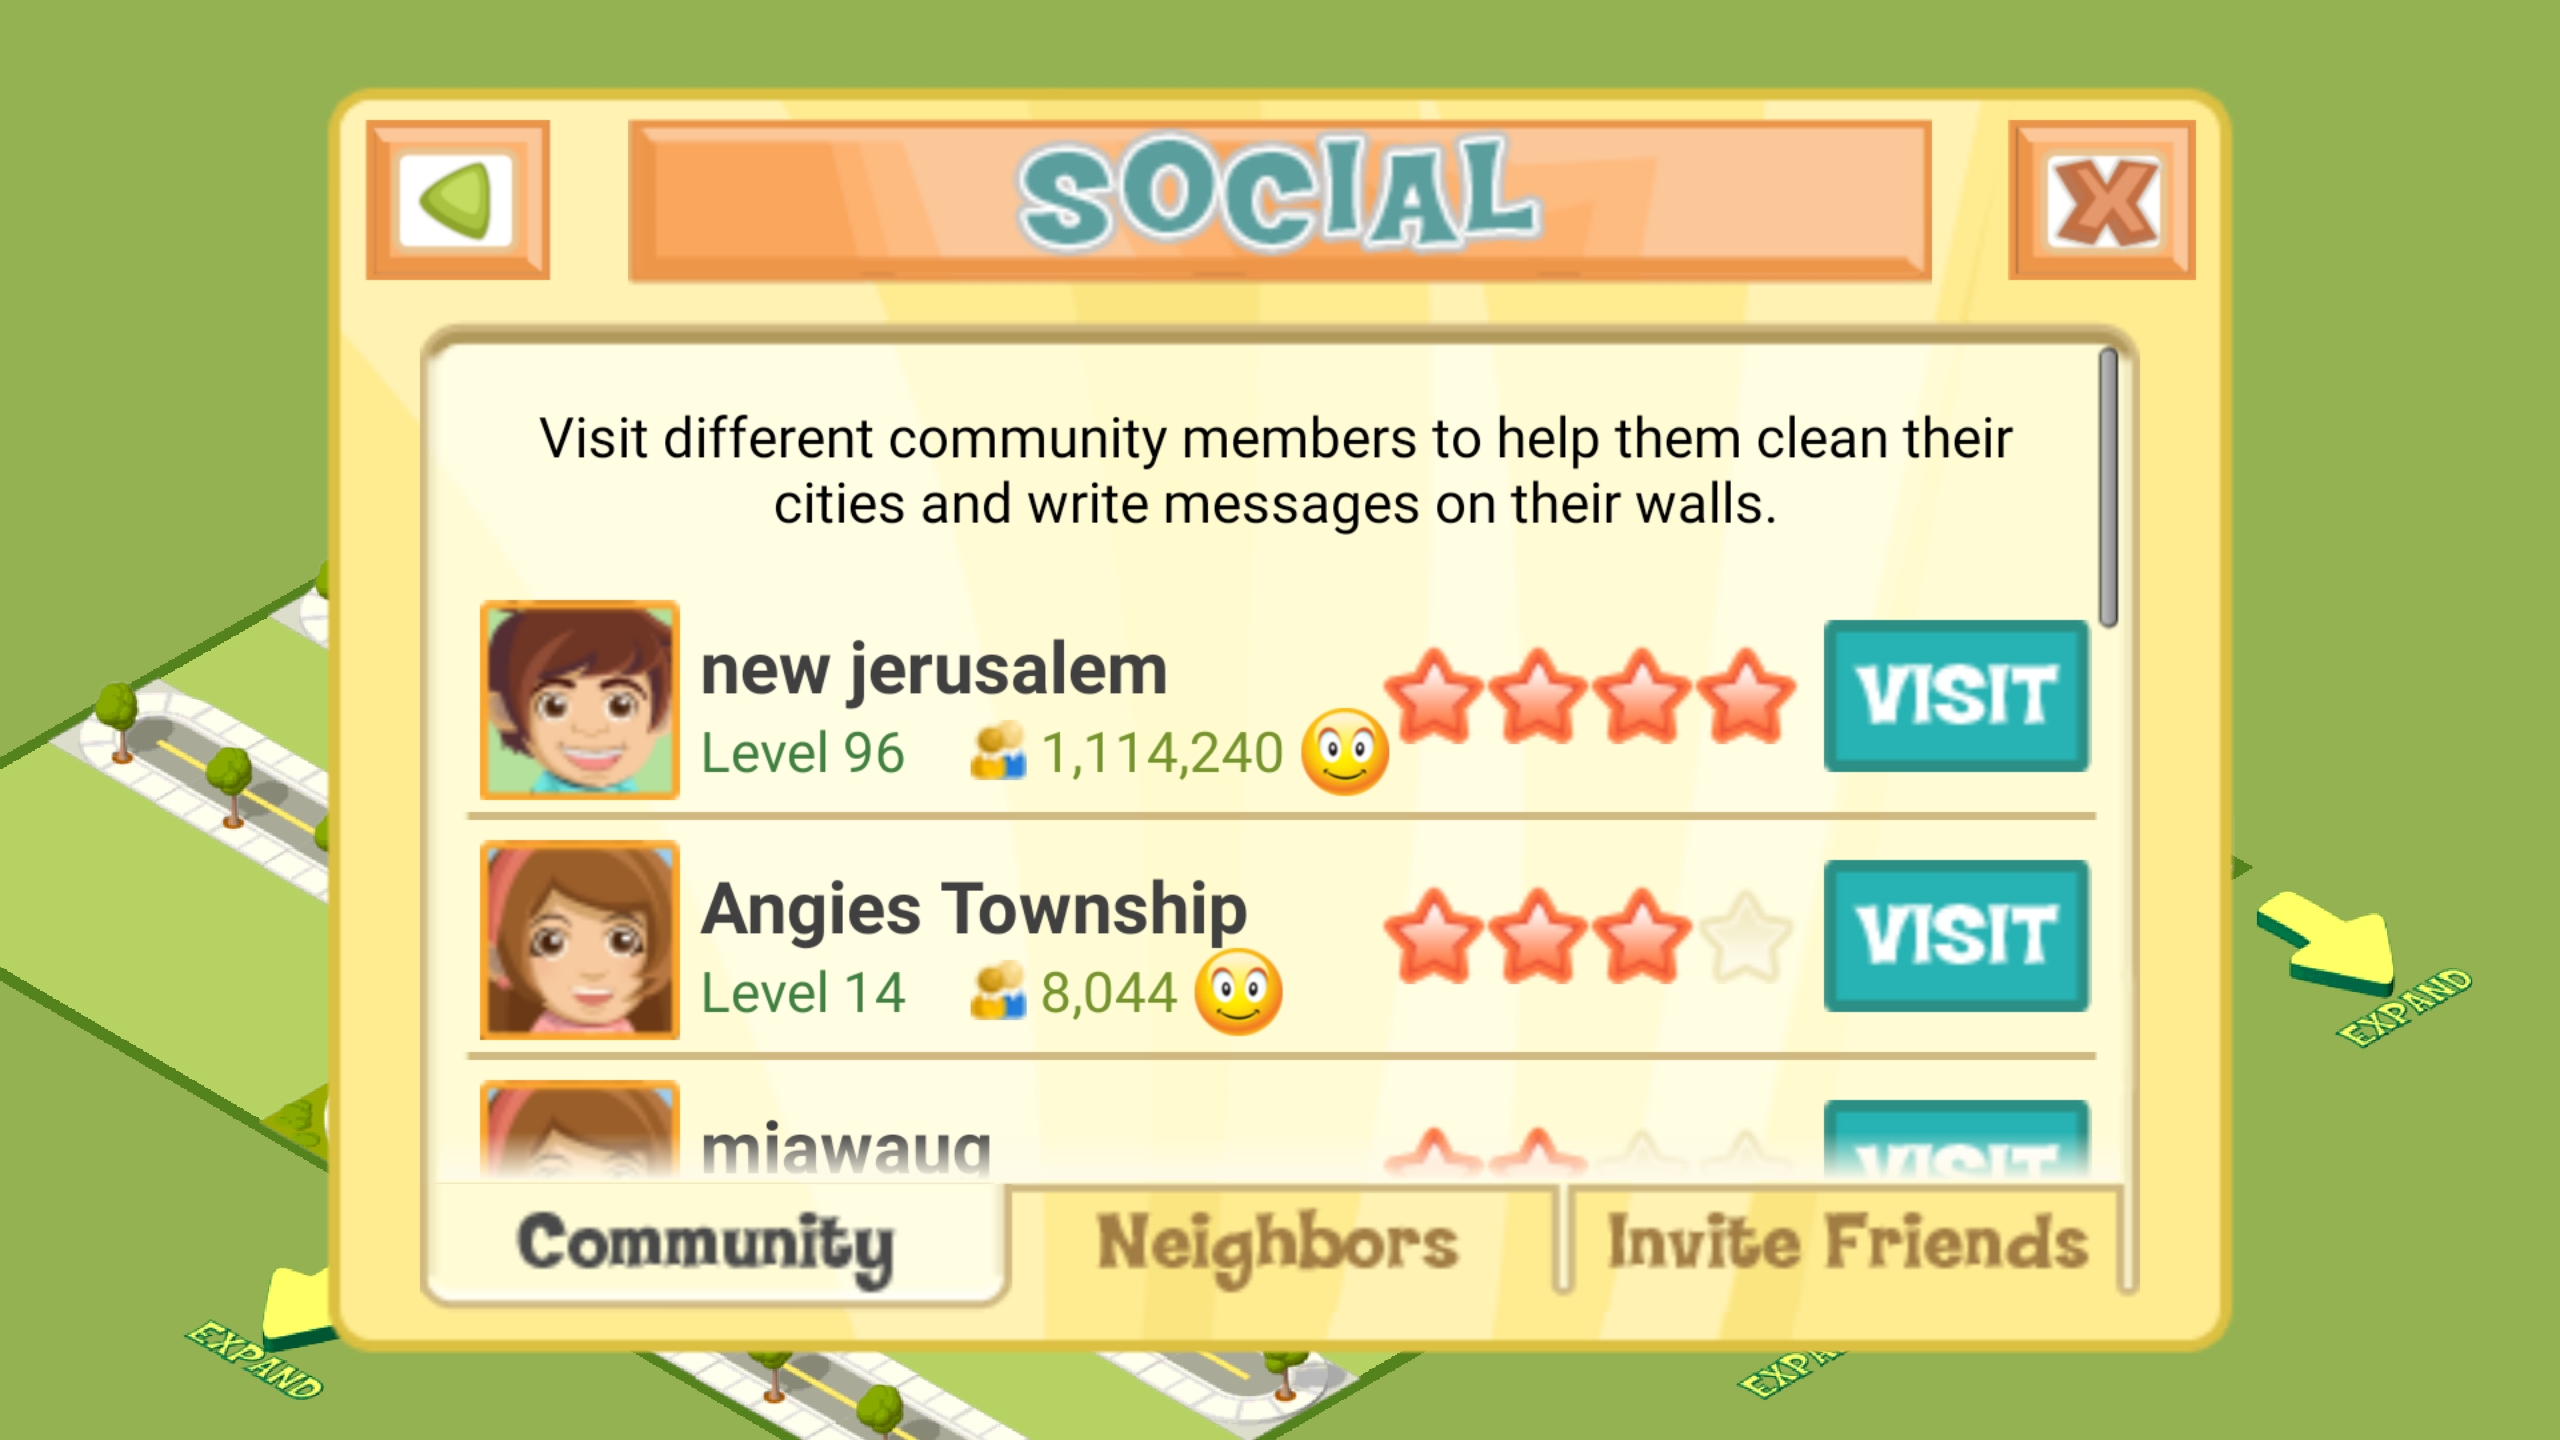 SOCIAL
Visit different community members to help them clean their
cities and write messages on their walls.
new jerusalem
Level 96 1,114,240
VISIT
Angies Township
Level 14 8,044
VISIT
miawaug
VISIT
Community
Neighbors
Invite Friends
EXPAND
EXPAND